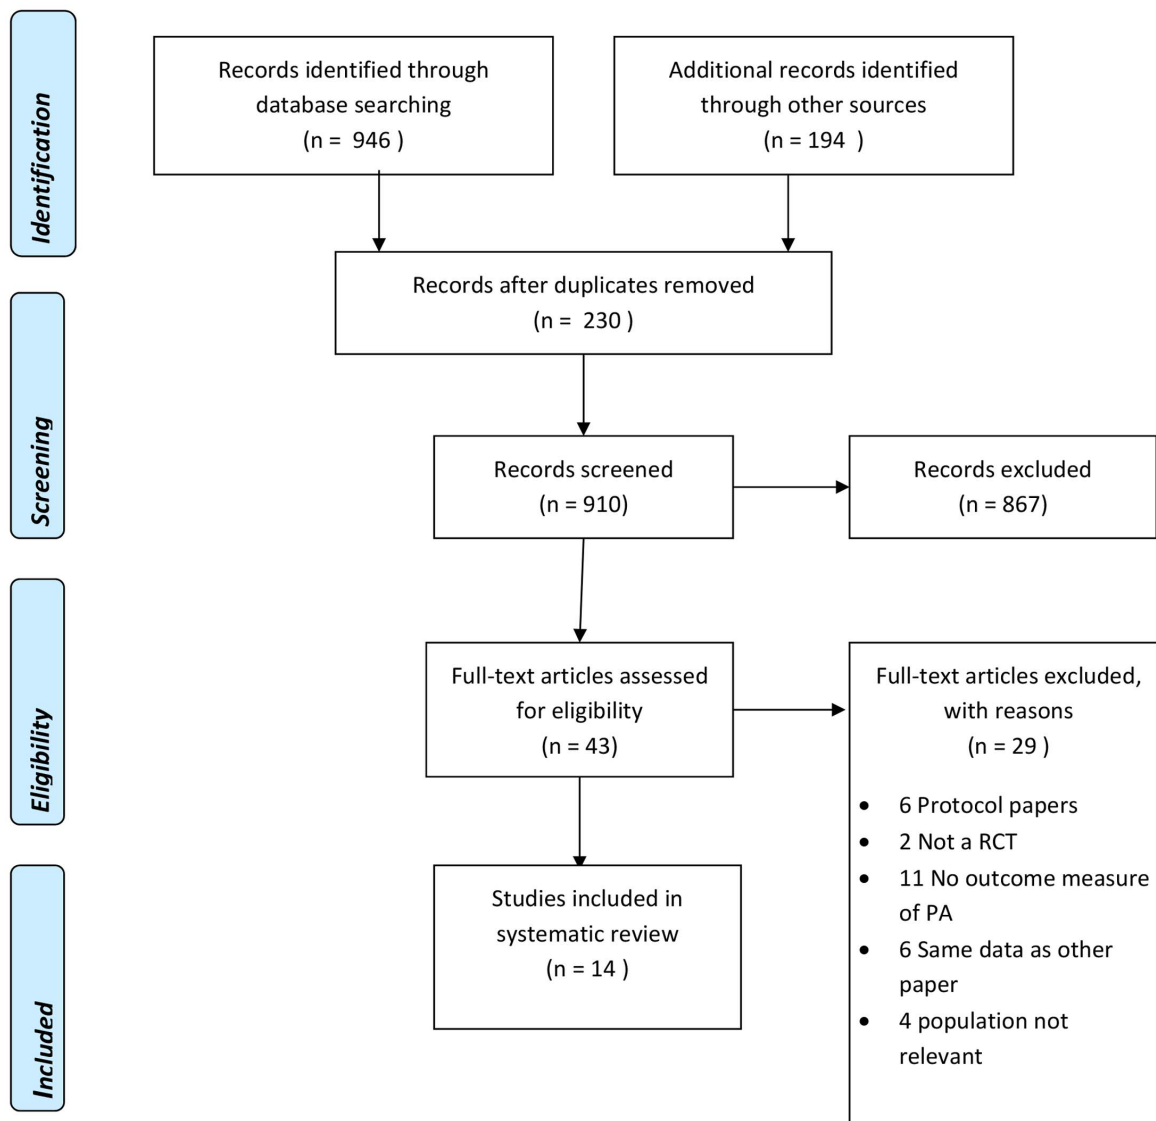 Identification
Records identified through
database searching
(n =  946 )
Additional records identified
through other sources
(n = 194  )
Records after duplicates removed
(n =  230 )
Screening
Records screened
(n = 910)
Records excluded
(n = 867)
Eligibility
Full-text articles assessed
for eligibility
(n = 43)
Full-text articles excluded,
with reasons
(n = 29 )
• 6 Protocol papers
• 2 Not a RCT
• 11 No outcome measure
of PA
• 6 Same data as other
paper
• 4 population not
relevant
Included
Studies included in
systematic review
(n = 14 )